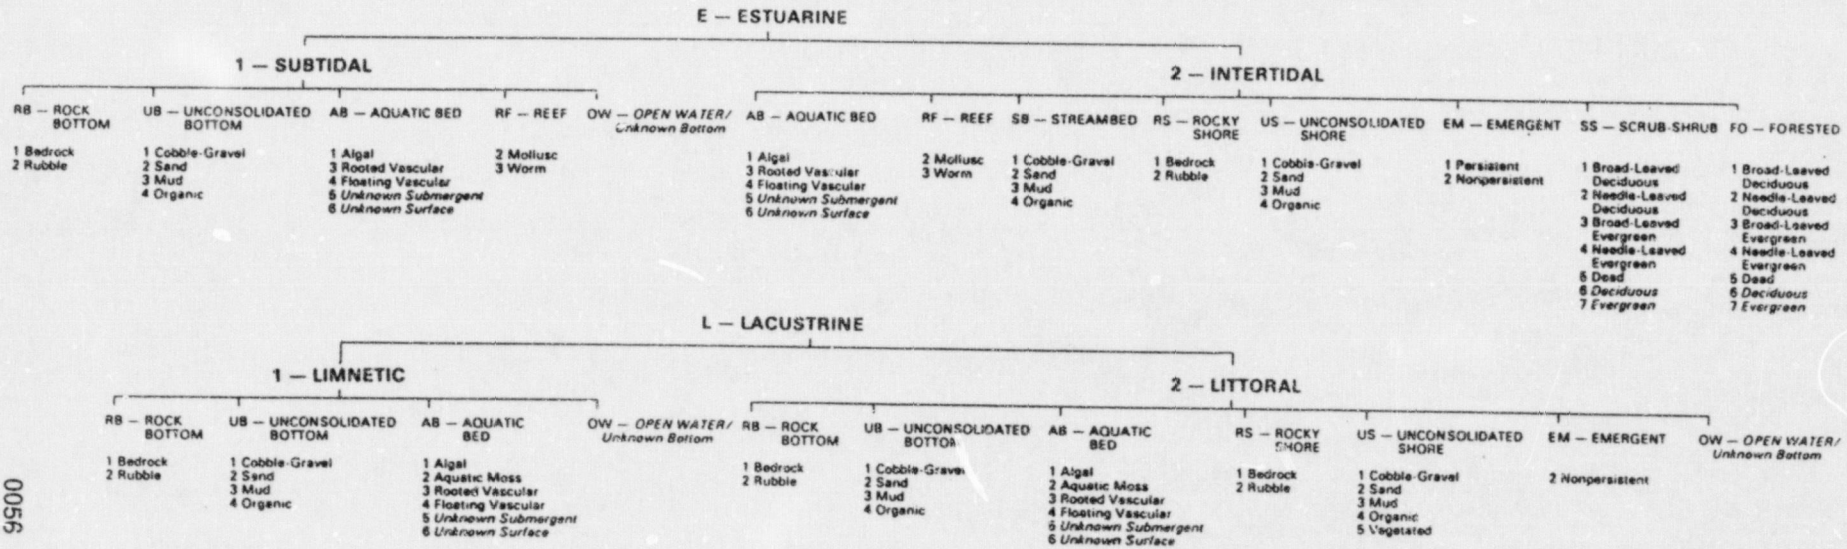 E — ESTUARINE
1 — SUBTIDAL
2 — INTERTIDAL
RB — ROCK
BOTTOM
1 Bedrock
2 Rubble
UB — UNCONSOLIDATED
BOTTOM
1 Cobble-Gravel
2 Sand
3 Mud
4 Organic
AB — AQUATIC BED
1 Algal
3 Rooted Vascular
4 Floating Vascular
5 Unknown Submergent
6 Unknown Surface
RF — REEF
2 Mollusc
3 Worm
OW — OPEN WATER/
Unknown Bottom
AB — AQUATIC BED
1 Algal
3 Rooted Vascular
4 Floating Vascular
5 Unknown Submergent
6 Unknown Surface
RF — REEF
2 Mollusc
3 Worm
SB — STREAMBED
1 Cobble-Gravel
2 Sand
3 Mud
4 Organic
RS — ROCKY
SHORE
1 Bedrock
2 Rubble
US — UNCONSOLIDATED
SHORE
1 Cobble-Gravel
2 Sand
3 Mud
4 Organic
EM — EMERGENT
1 Persistent
2 Nonpersistent
SS — SCRUB-SHRUB
1 Broad-Leaved
Deciduous
2 Needle-Leaved
Deciduous
3 Broad-Leaved
Evergreen
4 Needle-Leaved
Evergreen
5 Dead
6 Deciduous
7 Evergreen
FO — FORESTED
1 Broad-Leaved
Deciduous
2 Needle-Leaved
Deciduous
3 Broad-Leaved
Evergreen
4 Needle-Leaved
Evergreen
5 Dead
6 Deciduous
7 Evergreen
L — LACUSTRINE
1 — LIMNETIC
2 — LITTORAL
RB — ROCK
BOTTOM
1 Bedrock
2 Rubble
UB — UNCONSOLIDATED
BOTTOM
1 Cobble-Gravel
2 Sand
3 Mud
4 Organic
AB — AQUATIC
BED
1 Algal
2 Aquatic Moss
3 Rooted Vascular
4 Floating Vascular
5 Unknown Submergent
6 Unknown Surface
OW — OPEN WATER/
Unknown Bottom
RB — ROCK
BOTTOM
1 Bedrock
2 Rubble
UB — UNCONSOLIDATED
BOTTOM
1 Cobble-Gravel
2 Sand
3 Mud
4 Organic
AB — AQUATIC
BED
1 Algal
2 Aquatic Moss
3 Rooted Vascular
4 Floating Vascular
5 Unknown Submergent
6 Unknown Surface
RS — ROCKY
SHORE
1 Bedrock
2 Rubble
US — UNCONSOLIDATED
SHORE
1 Cobble-Gravel
2 Sand
3 Mud
4 Organic
5 Vegetated
EM — EMERGENT
2 Nonpersistent
OW — OPEN WATER/
Unknown Bottom
0056